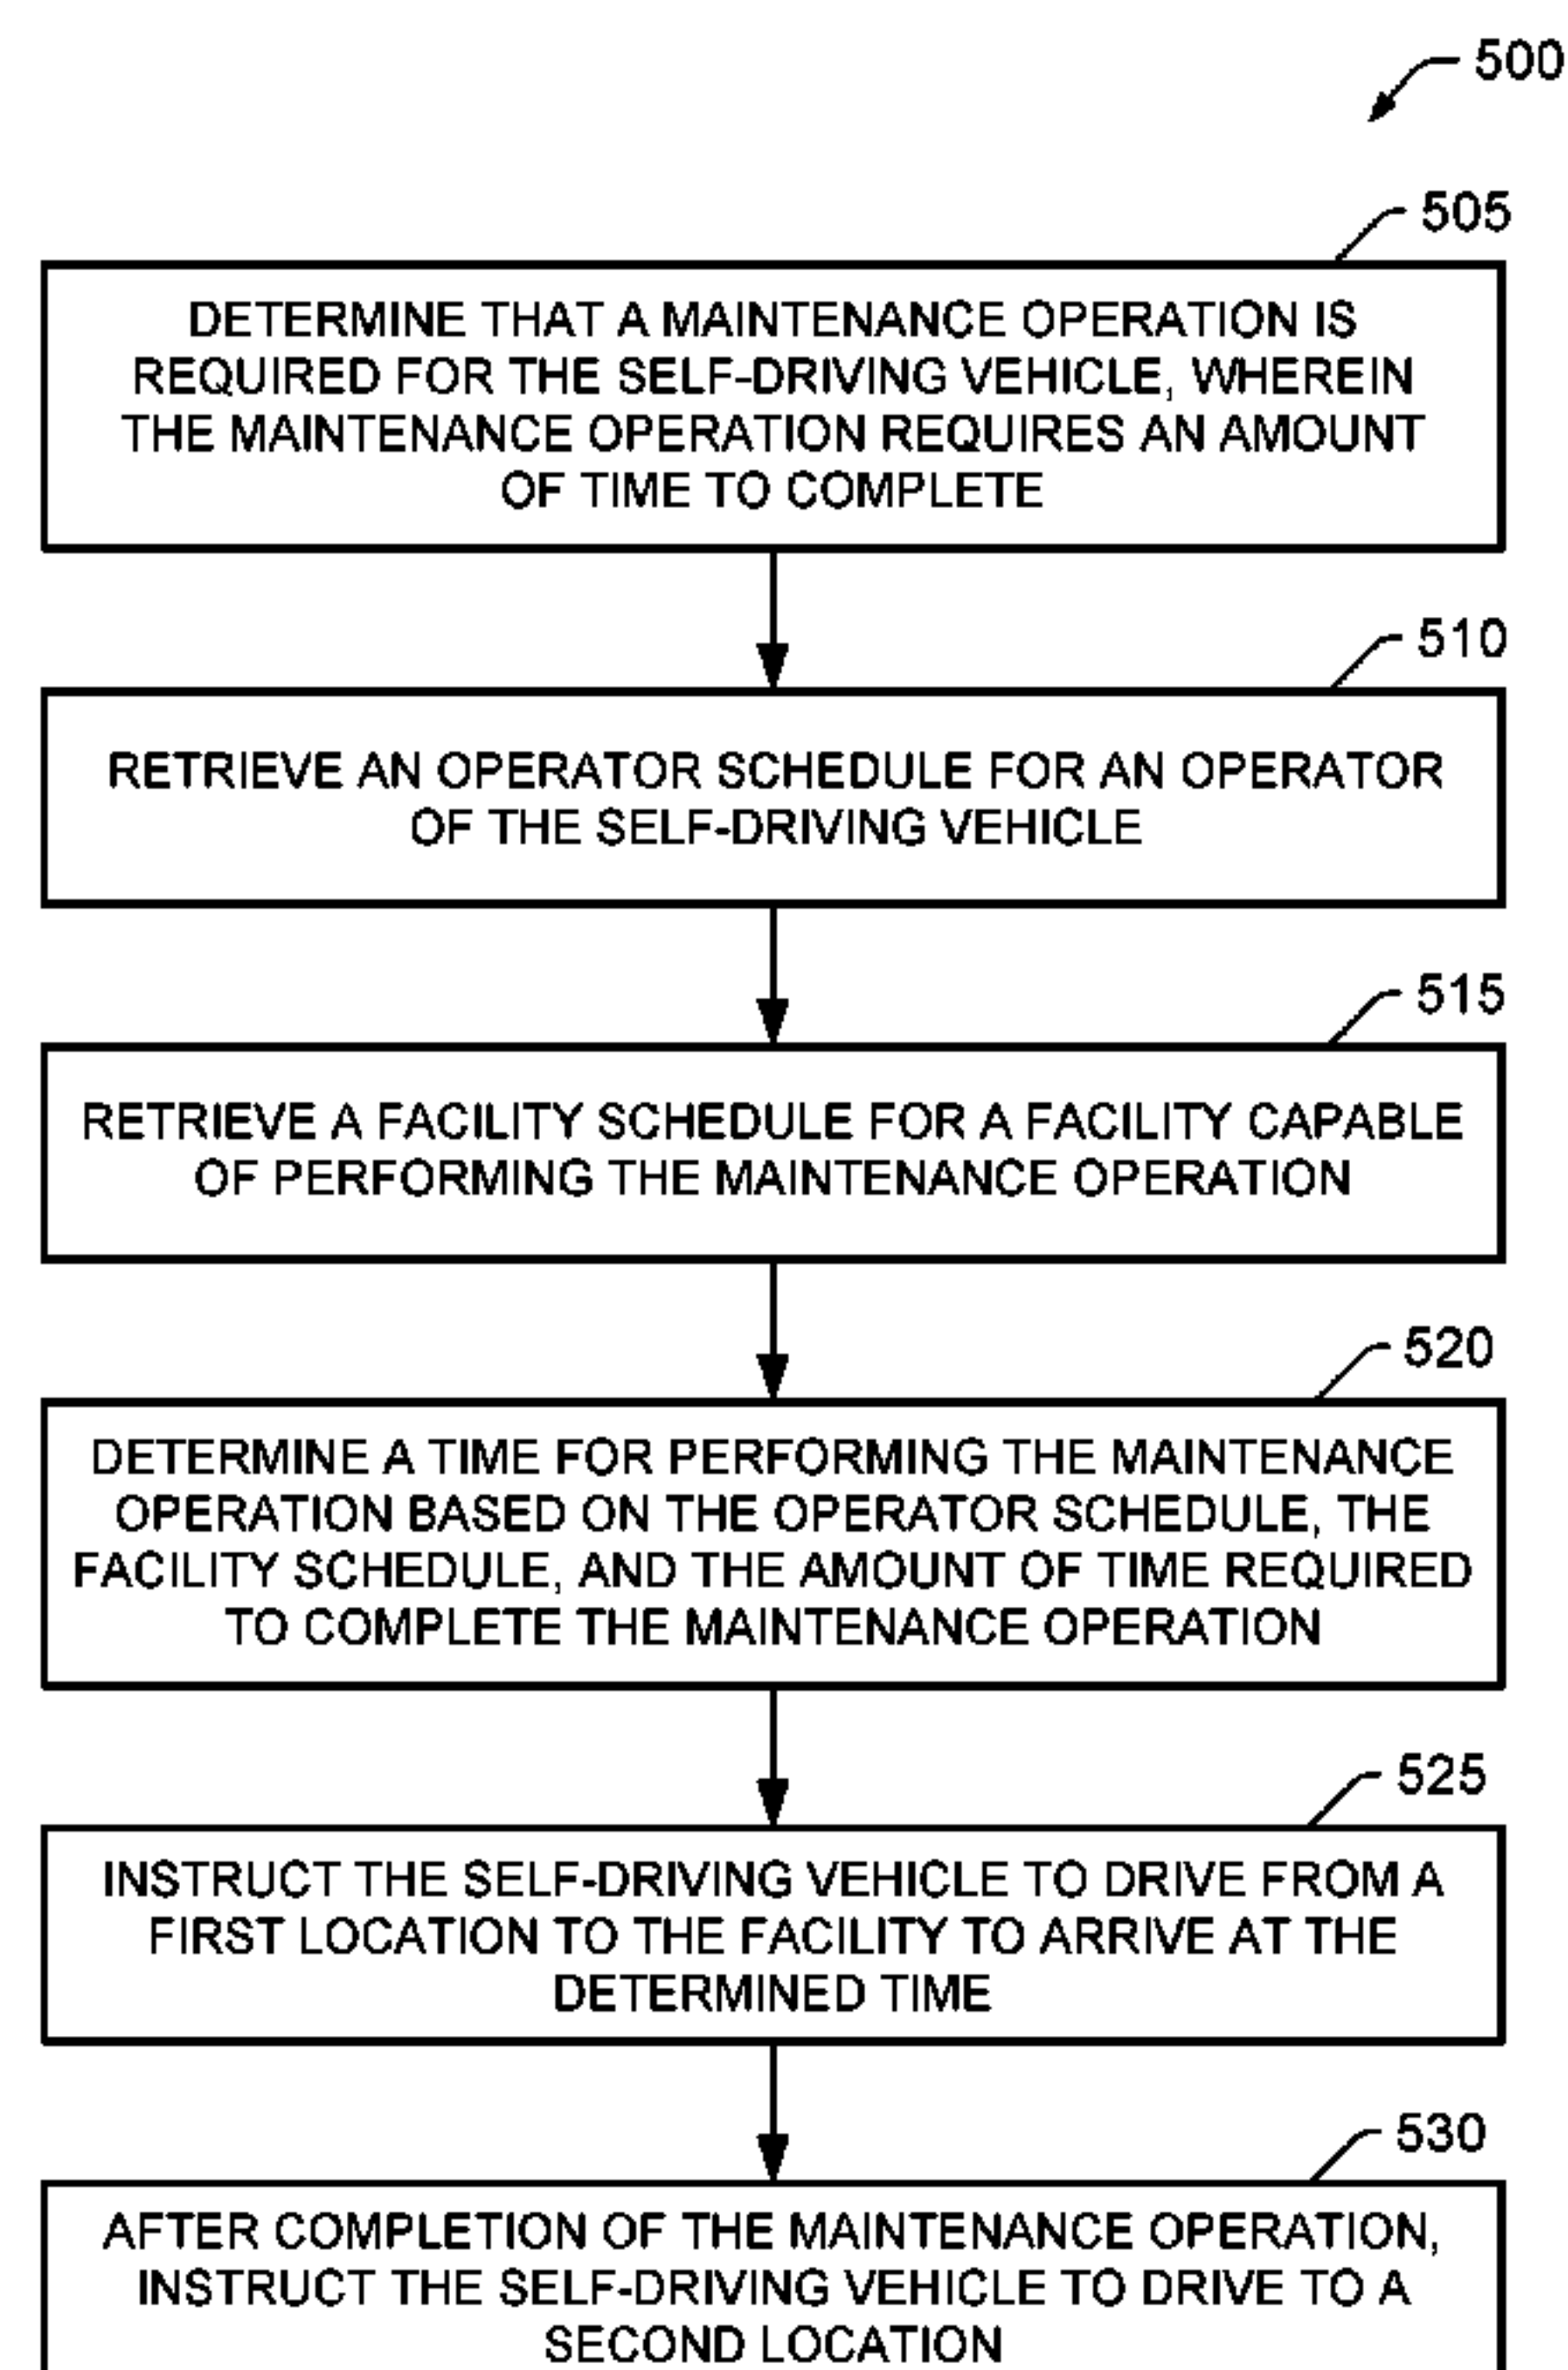 500
505
DETERMINE THAT A MAINTENANCE OPERATION IS
REQUIRED FOR THE SELF-DRIVING VEHICLE, WHEREIN
THE MAINTENANCE OPERATION REQUIRES AN AMOUNT
OF TIME TO COMPLETE
510
RETRIEVE AN OPERATOR SCHEDULE FOR AN OPERATOR
OF THE SELF-DRIVING VEHICLE
515
RETRIEVE A FACILITY SCHEDULE FOR A FACILITY CAPABLE
OF PERFORMING THE MAINTENANCE OPERATION
520
DETERMINE A TIME FOR PERFORMING THE MAINTENANCE
OPERATION BASED ON THE OPERATOR SCHEDULE, THE
FACILITY SCHEDULE, AND THE AMOUNT OF TIME REQUIRED
TO COMPLETE THE MAINTENANCE OPERATION
525
INSTRUCT THE SELF-DRIVING VEHICLE TO DRIVE FROM A
FIRST LOCATION TO THE FACILITY TO ARRIVE AT THE
DETERMINED TIME
530
AFTER COMPLETION OF THE MAINTENANCE OPERATION,
INSTRUCT THE SELF-DRIVING VEHICLE TO DRIVE TO A
SECOND LOCATION